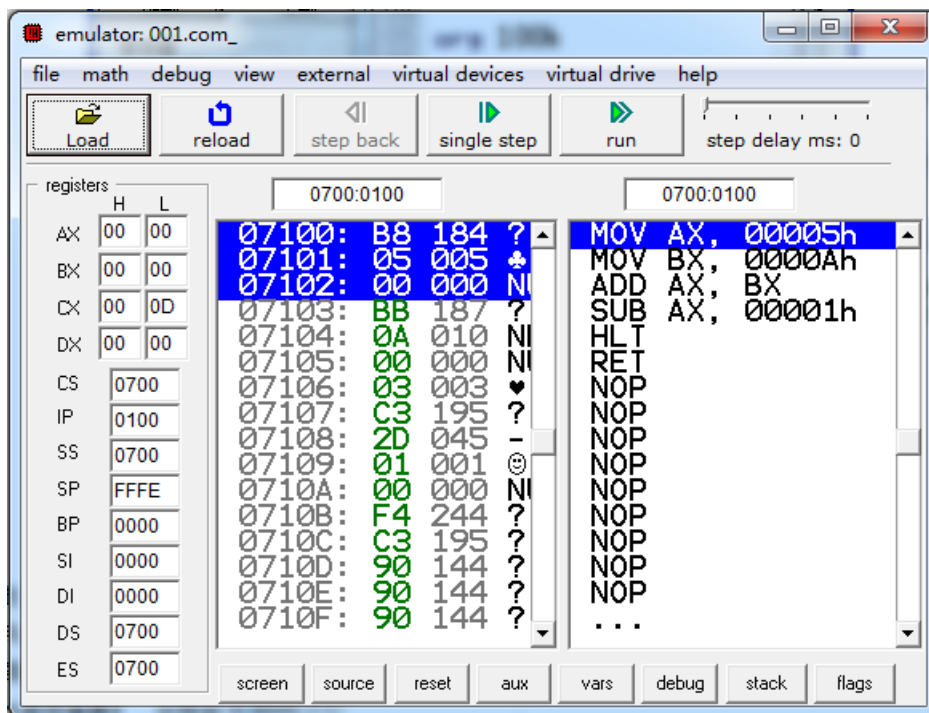 emulator: 001.com_
file math debug view external virtual devices virtual drive help
Load reload step back single step run step delay ms: 0
registers
H L
AX 00 00
BX 00 00
CX 00 0D
DX 00 00
CS 0700
IP 0100
SS 0700
SP FFFE
BP 0000
SI 0000
DI 0000
DS 0700
ES 0700
0700:0100
07100: B8 184 ?
07101: 05 005 ♣
07102: 00 000 NU
07103: BB 187 ?
07104: 0A 010 NE
07105: 00 000 NU
07106: 03 003 ♥
07107: C3 195 ?
07108: 2D 045 -
07109: 01 001 ☺
0710A: 00 000 NU
0710B: F4 244 ?
0710C: C3 195 ?
0710D: 90 144 ?
0710E: 90 144 ?
0710F: 90 144 ?
0700:0100
MOV AX, 00005h
MOV BX, 0000Ah
ADD AX, BX
SUB AX, 00001h
HLT
RET
NOP
NOP
NOP
NOP
NOP
NOP
NOP
NOP
NOP
...
screen source reset aux vars debug stack flags